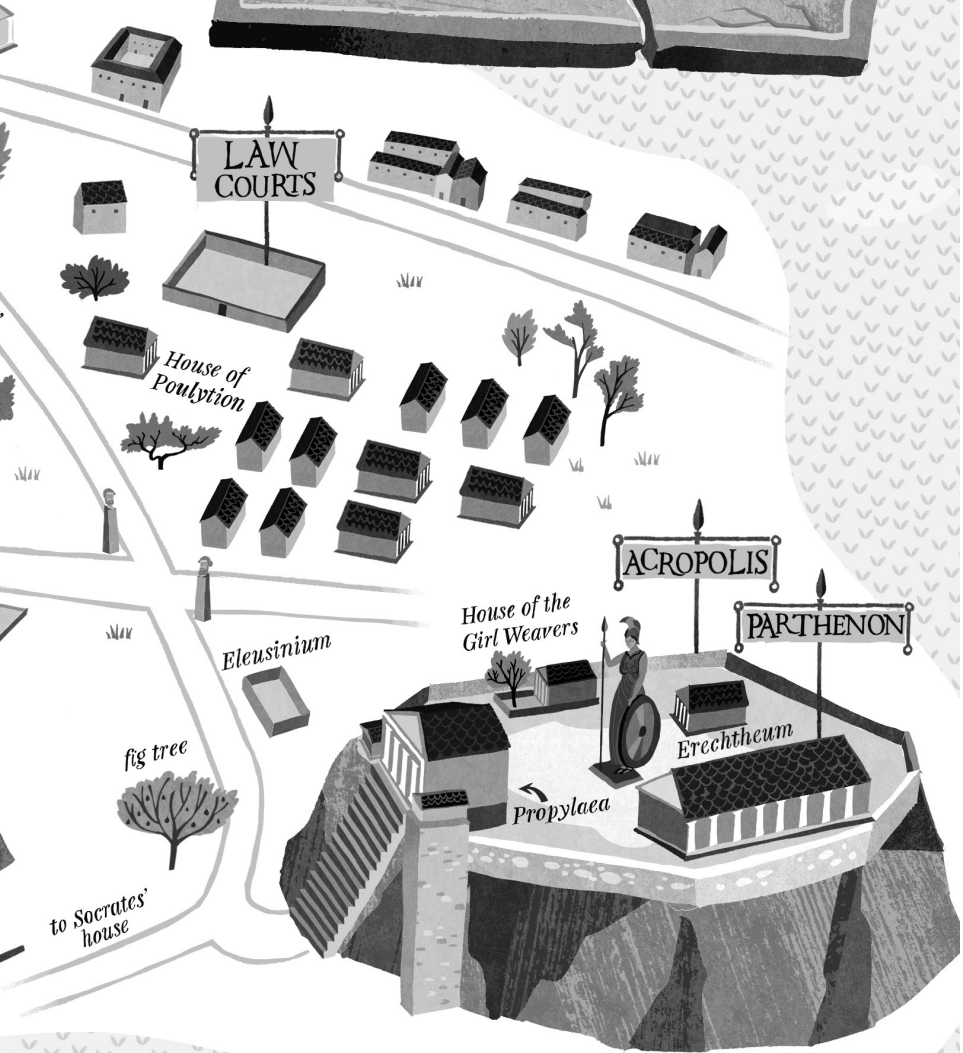 LAW
COURTS
House of
Poulytion
ACROPOLIS
PARTHENON
House of the
Girl Weavers
Eleusinium
Erechtheum
fig tree
Propylaea
to Socrates'
house